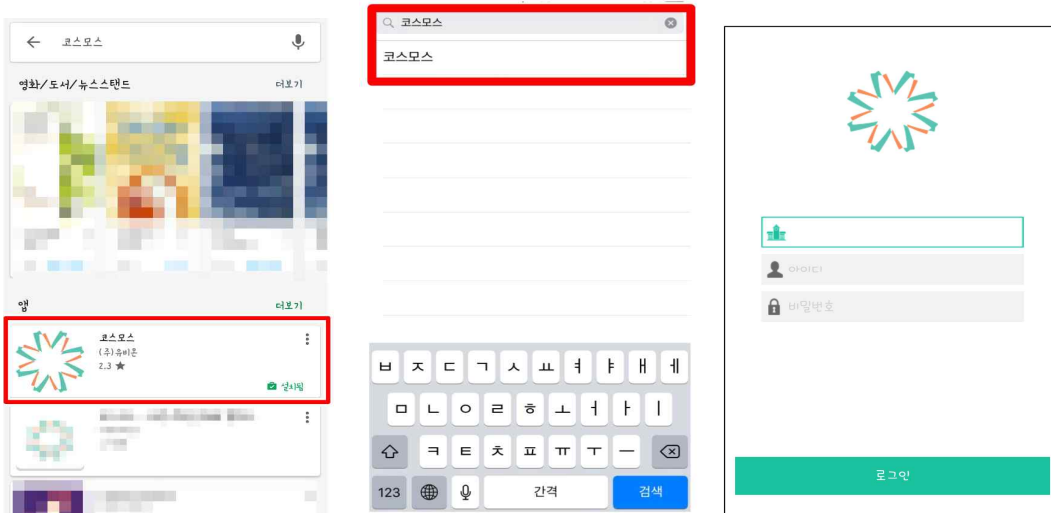 코스모스
영화/도서/뉴스스탠드
더보기
앱
더보기
코스모스
(주)유비온
2.3 ★
설치됨
코스모스
코스모스
ㅂ ㅈ ㄷ ㄱ ㅅ ㅛ ㅕ ㅑ ㅐ ㅔ
ㅁ ㄴ ㅇ ㄹ ㅎ ㅗ ㅓ ㅏ ㅣ
ㅋ ㅌ ㅊ ㅍ ㅠ ㅜ ㅡ
123
간격
검색
아이디
비밀번호
로그인